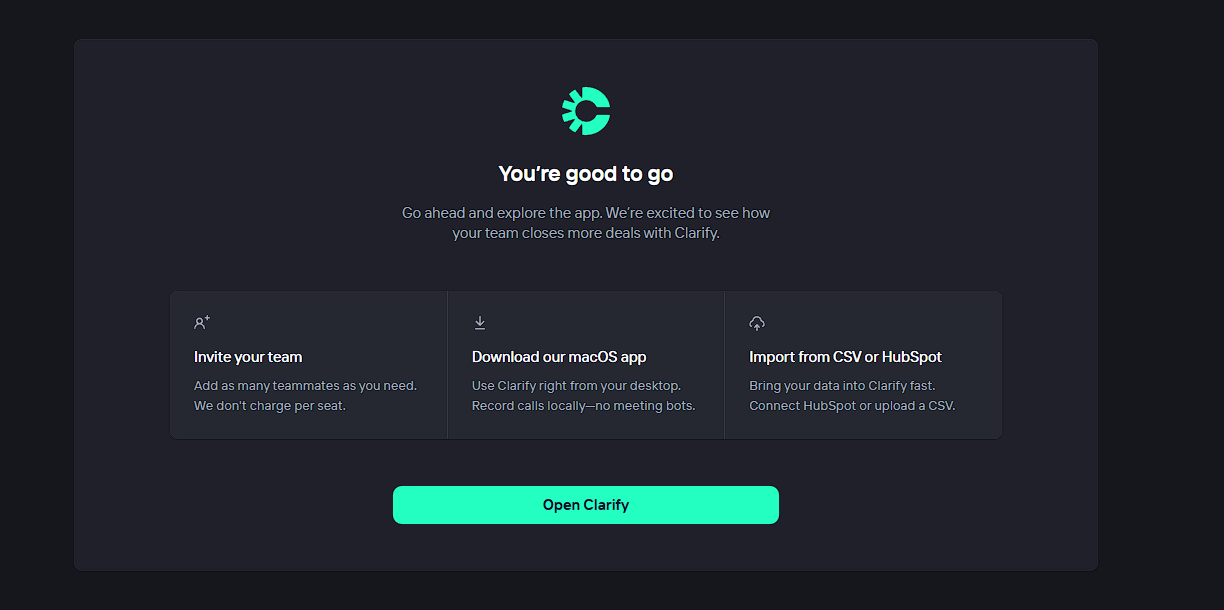 You're good to go
Go ahead and explore the app. We're excited to see how
your team closes more deals with Clarify.
Invite your team
Add as many teammates as you need.
We don't charge per seat.
Download our macOS app
Use Clarify right from your desktop.
Record calls locally—no meeting bots.
Import from CSV or HubSpot
Bring your data into Clarify fast.
Connect HubSpot or upload a CSV.
Open Clarify